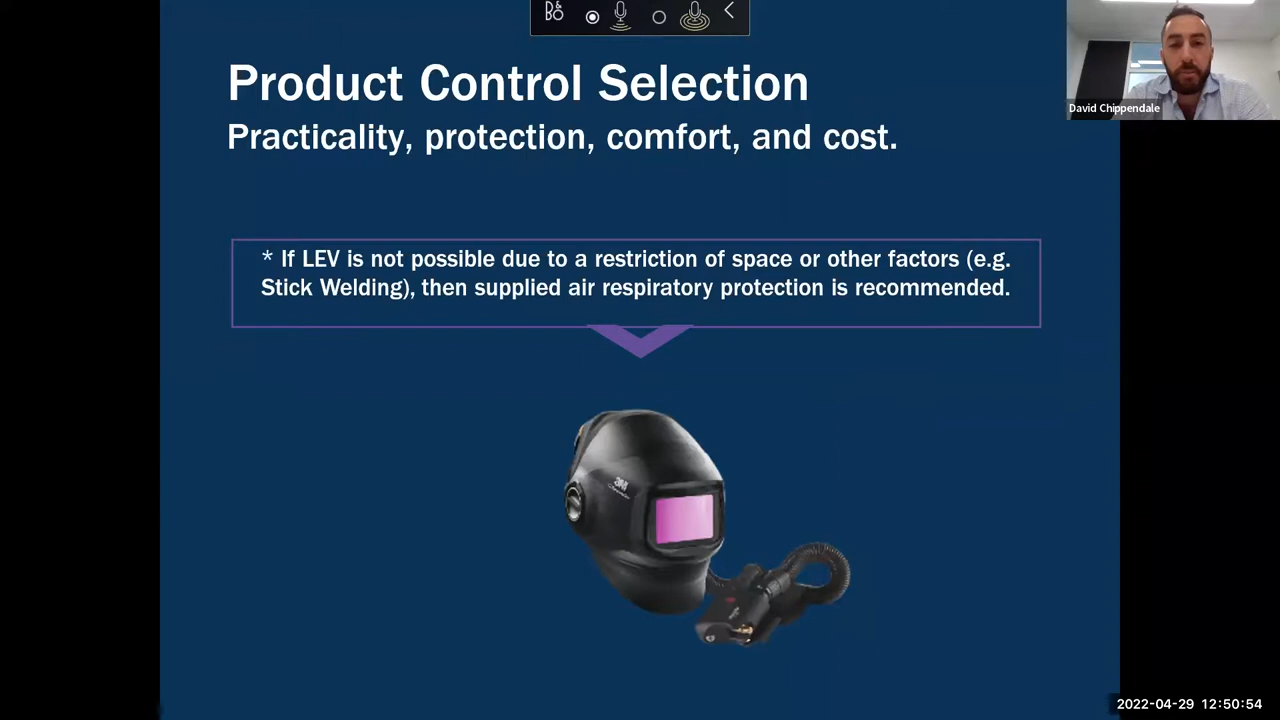 B&O
David Chippendale
Product Control Selection
Practicality, protection, comfort, and cost.
* If LEV is not possible due to a restriction of space or other factors (e.g.
Stick Welding), then supplied air respiratory protection is recommended.
3M
2022-04-29 12:50:54